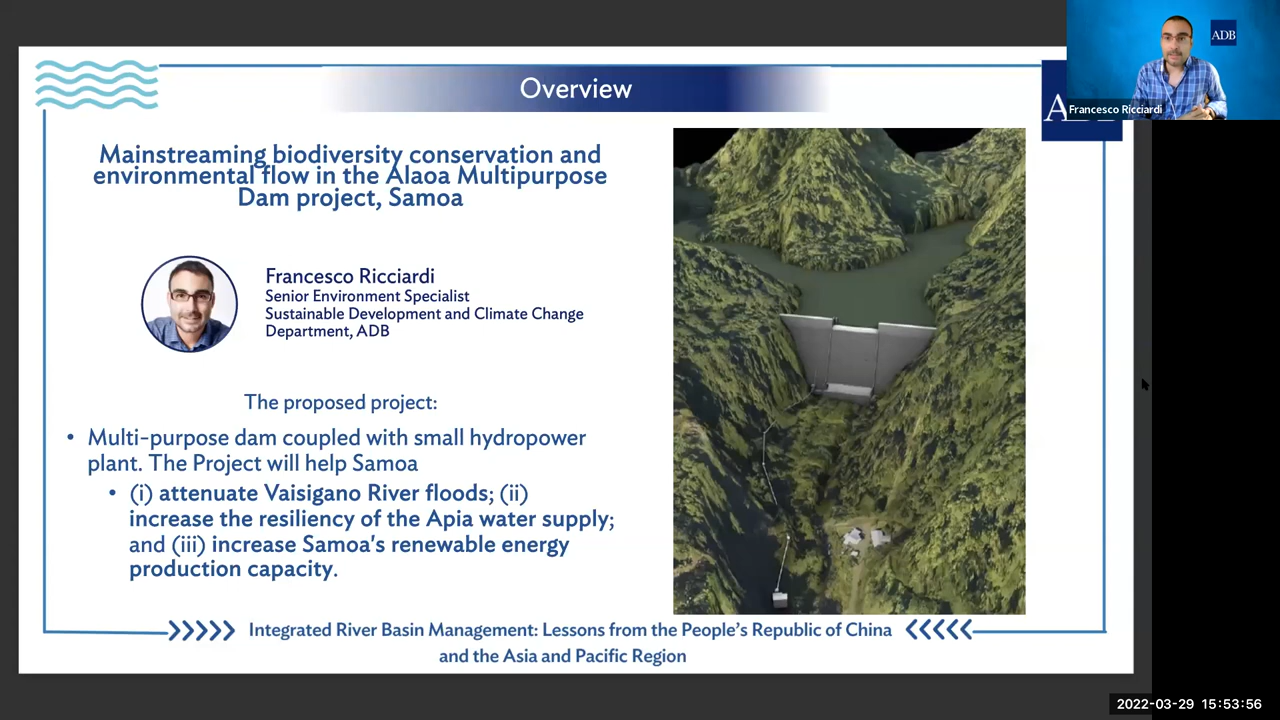 Overview
ADB
Francesco Ricciardi
Mainstreaming biodiversity conservation and
environmental flow in the Alaoa Multipurpose
Dam project, Samoa
Francesco Ricciardi
Senior Environment Specialist
Sustainable Development and Climate Change
Department, ADB
The proposed project:
• Multi-purpose dam coupled with small hydropower
plant. The Project will help Samoa
• (i) attenuate Vaisigano River floods; (ii)
increase the resiliency of the Apia water supply;
and (iii) increase Samoa's renewable energy
production capacity.
Integrated River Basin Management: Lessons from the People’s Republic of China
and the Asia and Pacific Region
2022-03-29 15:53:56